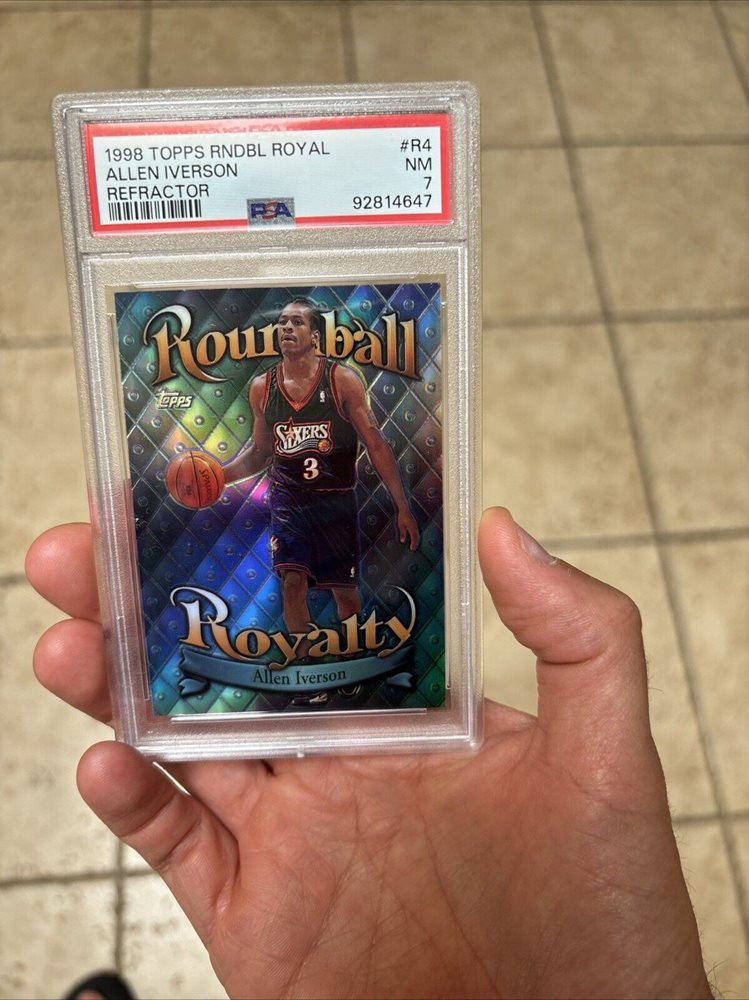 1998 TOPPS RNDBL ROYAL #R4
ALLEN IVERSON NM
REFRACTOR 7
PSA 92814647
Roundball
TOPPS
SIXERS
3
SPALDING
Royalty
Allen Iverson